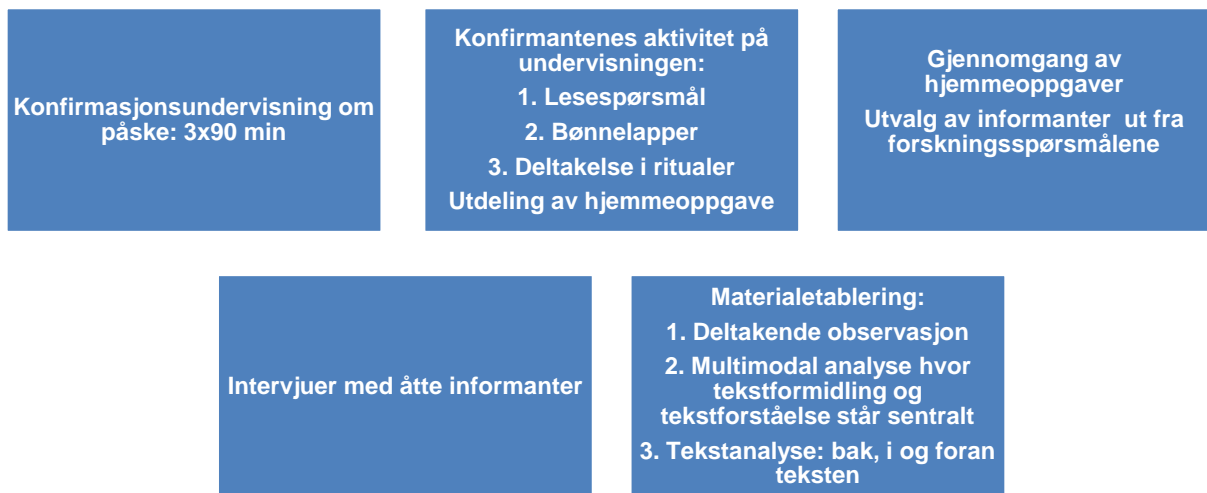 Konfirmasjonsundervisning om
påske: 3x90 min
Konfirmantenes aktivitet på
undervisningen:
1. Lesespørsmål
2. Bønnelapper
3. Deltakelse i ritualer
Utdeling av hjemmeoppgave
Gjennomgang av
hjemmeoppgaver
Utvalg av informanter ut fra
forskningsspørsmålene
Intervjuer med åtte informanter
Materialetablering:
1. Deltakende observasjon
2. Multimodal analyse hvor
tekstformidling og
tekstforståelse står sentralt
3. Tekstanalyse: bak, i og foran
teksten